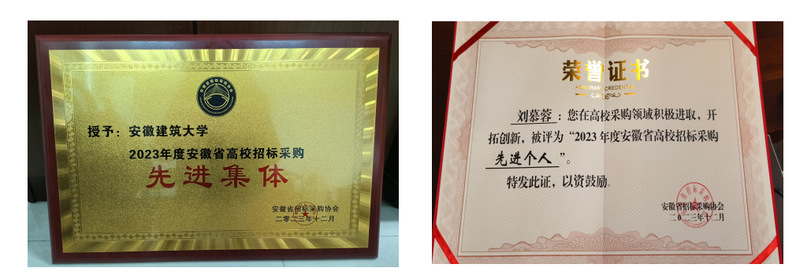 授予：安徽建筑大学
2023年度安徽省高校招标采购
先进集体
安徽省招标采购协会
二零二三年十二月
荣誉证书
刘慕蓉：您在高校采购领域积极进取，开
拓创新，被评为“2023年度安徽省高校招标采购
先进个人”。
特发此证，以资鼓励。
安徽省招标采购协会
二〇二三年十二月